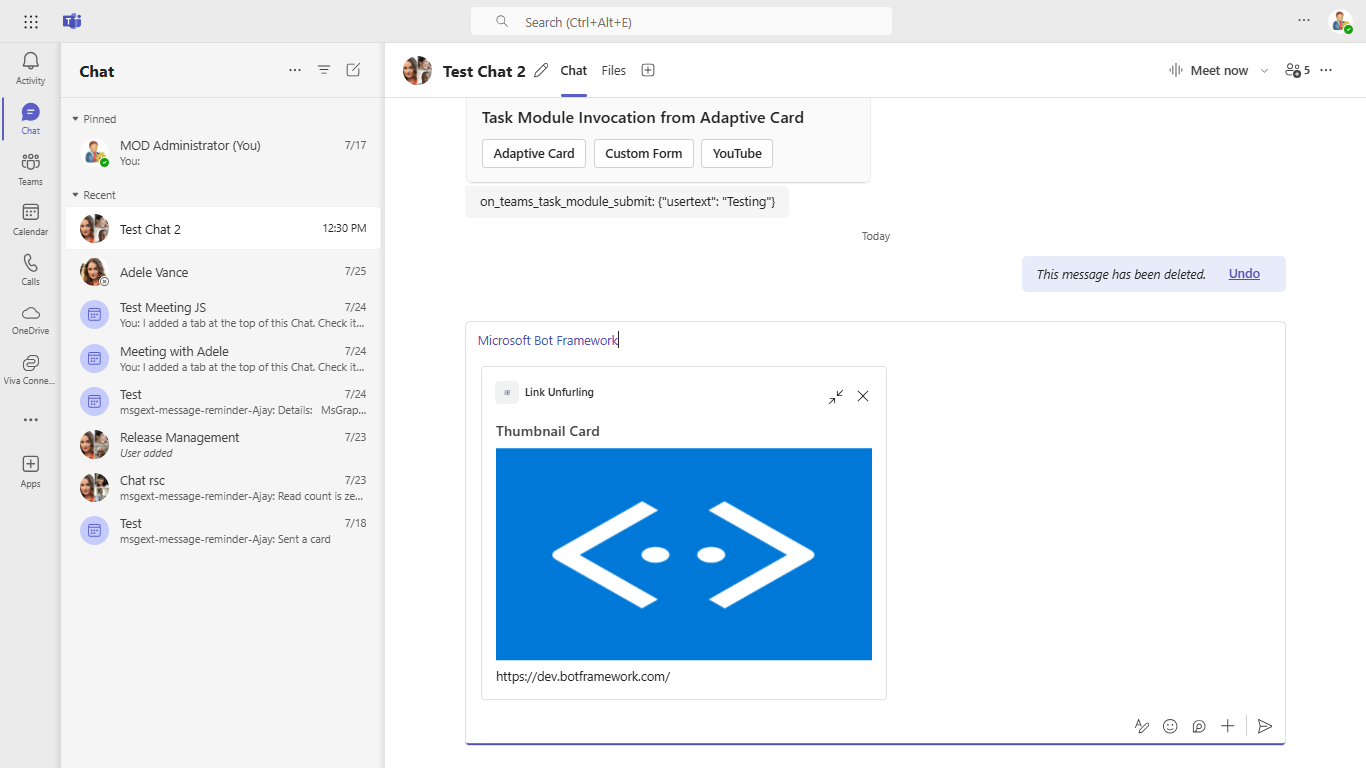 Search (Ctrl+Alt+E)
Activity
Chat
Teams
Calendar
Calls
OneDrive
Viva Conne...
Apps
Chat
Pinned
MOD Administrator (You) 7/17
You:
Recent
Test Chat 2 12:30 PM
Adele Vance 7/25
Test Meeting JS 7/24
You: I added a tab at the top of this Chat. Check it...
Meeting with Adele 7/24
You: I added a tab at the top of this Chat. Check it...
Test 7/24
msgext-message-reminder-Ajay: Details: MsGrap...
Release Management 7/23
User added
Chat rsc 7/23
msgext-message-reminder-Ajay: Read count is ze...
Test 7/18
msgext-message-reminder-Ajay: Sent a card
Test Chat 2 Chat Files Meet now 5
Task Module Invocation from Adaptive Card
Adaptive Card Custom Form YouTube
on_teams_task_module_submit: {"usertext": "Testing"}
Today
This message has been deleted. Undo
Microsoft Bot Framework
Link Unfurling
Thumbnail Card
https://dev.botframework.com/